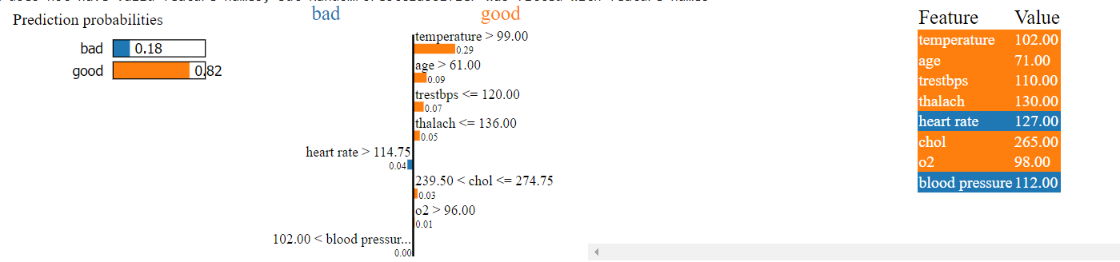 Prediction probabilities
bad 0.18
good 0.82
bad good
temperature > 99.00
0.29
age > 61.00
0.09
trestbps <= 120.00
0.07
thalach <= 136.00
0.05
heart rate > 114.75
0.04
239.50 < chol <= 274.75
0.03
o2 > 96.00
0.01
102.00 < blood pressur...
0.00
Feature Value
temperature 102.00
age 71.00
trestbps 110.00
thalach 130.00
heart rate 127.00
chol 265.00
o2 98.00
blood pressure 112.00